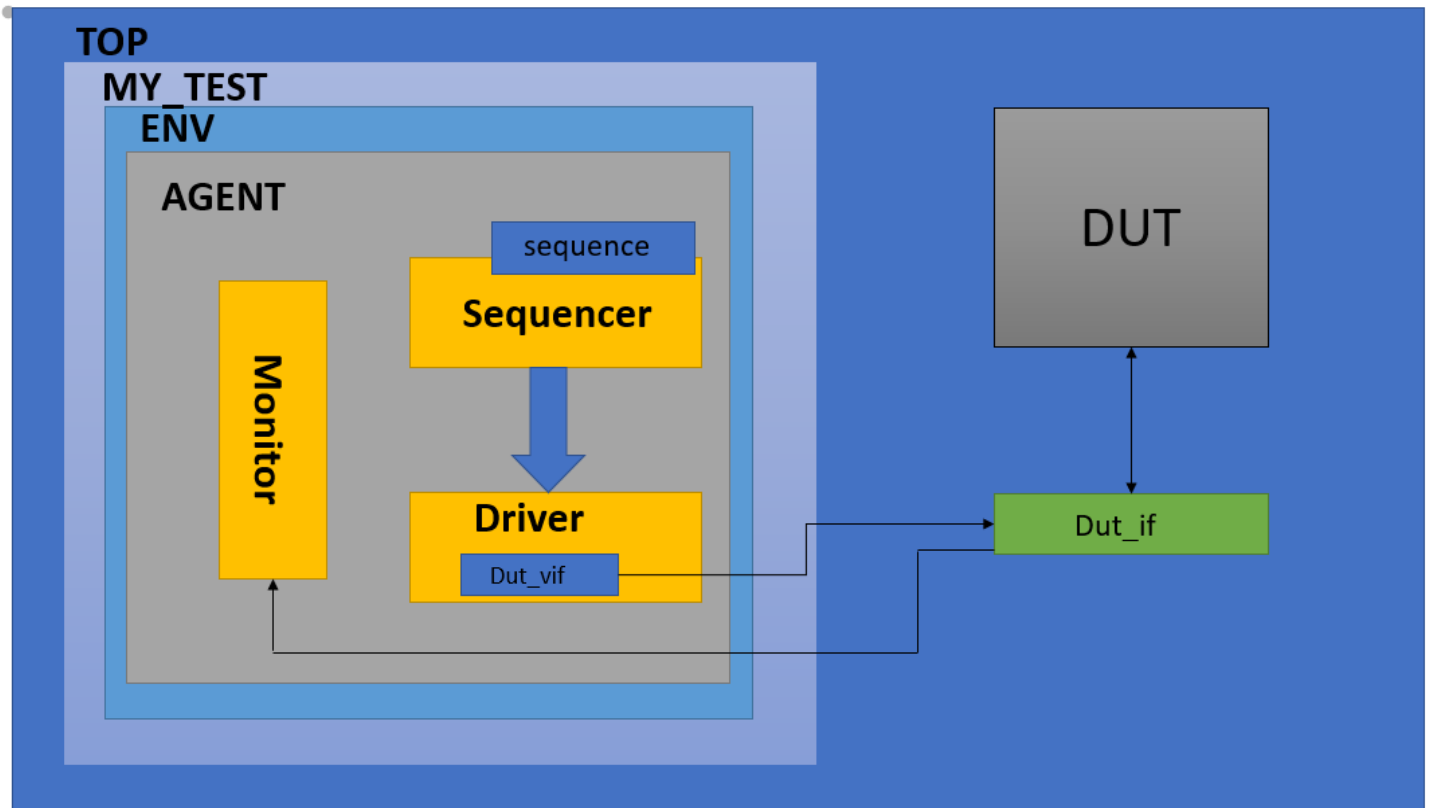 TOP
MY_TEST
ENV
AGENT
sequence
Sequencer
Monitor
Driver
Dut_vif
DUT
Dut_if